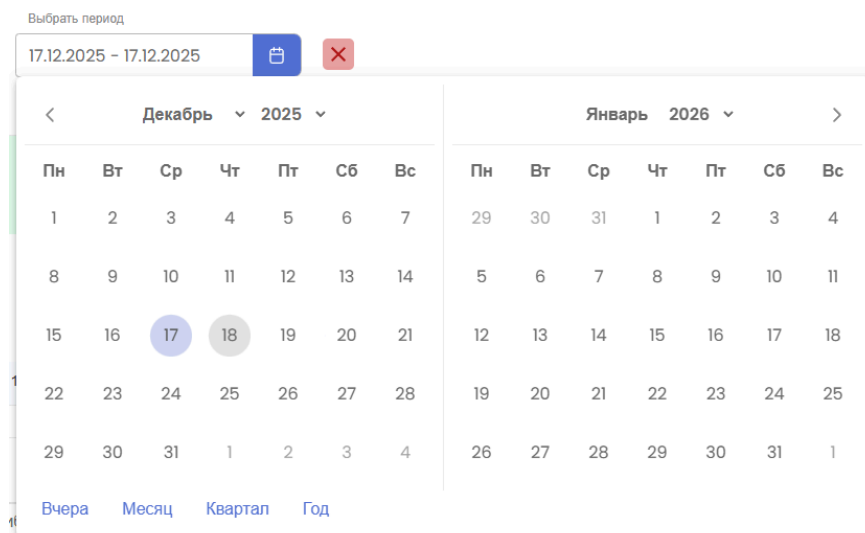 Выбрать период
17.12.2025 - 17.12.2025
Декабрь 2025 Январь 2026
Пн Вт Ср Чт Пт Сб Вс Пн Вт Ср Чт Пт Сб Вс
1 2 3 4 5 6 7 29 30 31 1 2 3 4
8 9 10 11 12 13 14 5 6 7 8 9 10 11
15 16 17 18 19 20 21 12 13 14 15 16 17 18
22 23 24 25 26 27 28 19 20 21 22 23 24 25
29 30 31 1 2 3 4 26 27 28 29 30 31 1
Вчера Месяц Квартал Год